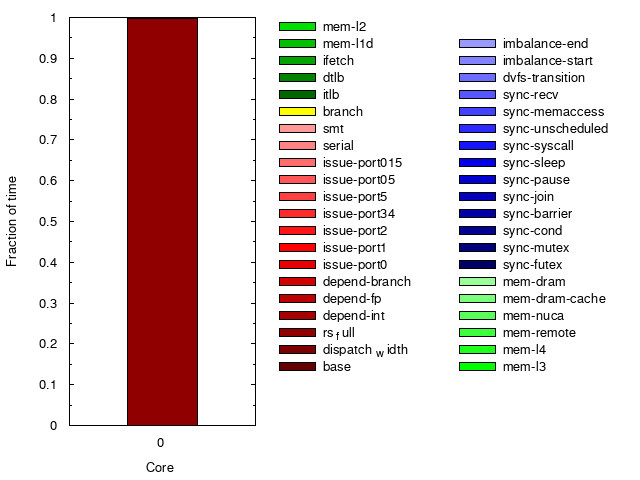 1
0.9
0.8
0.7
0.6
0.5
0.4
0.3
0.2
0.1
0
Fraction of time
0
Core
mem-l2
mem-l1d
ifetch
dtlb
itlb
branch
smt
serial
issue-port015
issue-port05
issue-port5
issue-port34
issue-port2
issue-port1
issue-port0
depend-branch
depend-fp
depend-int
rs f ull
dispatch w idth
base
imbalance-end
imbalance-start
dvfs-transition
sync-recv
sync-memaccess
sync-unscheduled
sync-syscall
sync-sleep
sync-pause
sync-join
sync-barrier
sync-cond
sync-mutex
sync-futex
mem-dram
mem-dram-cache
mem-nuca
mem-remote
mem-l4
mem-l3